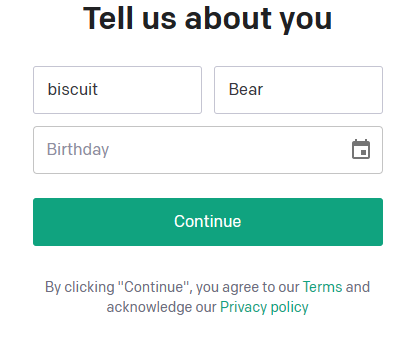 Tell us about you
biscuit Bear
Birthday
Continue
By clicking "Continue", you agree to our Terms and
acknowledge our Privacy policy